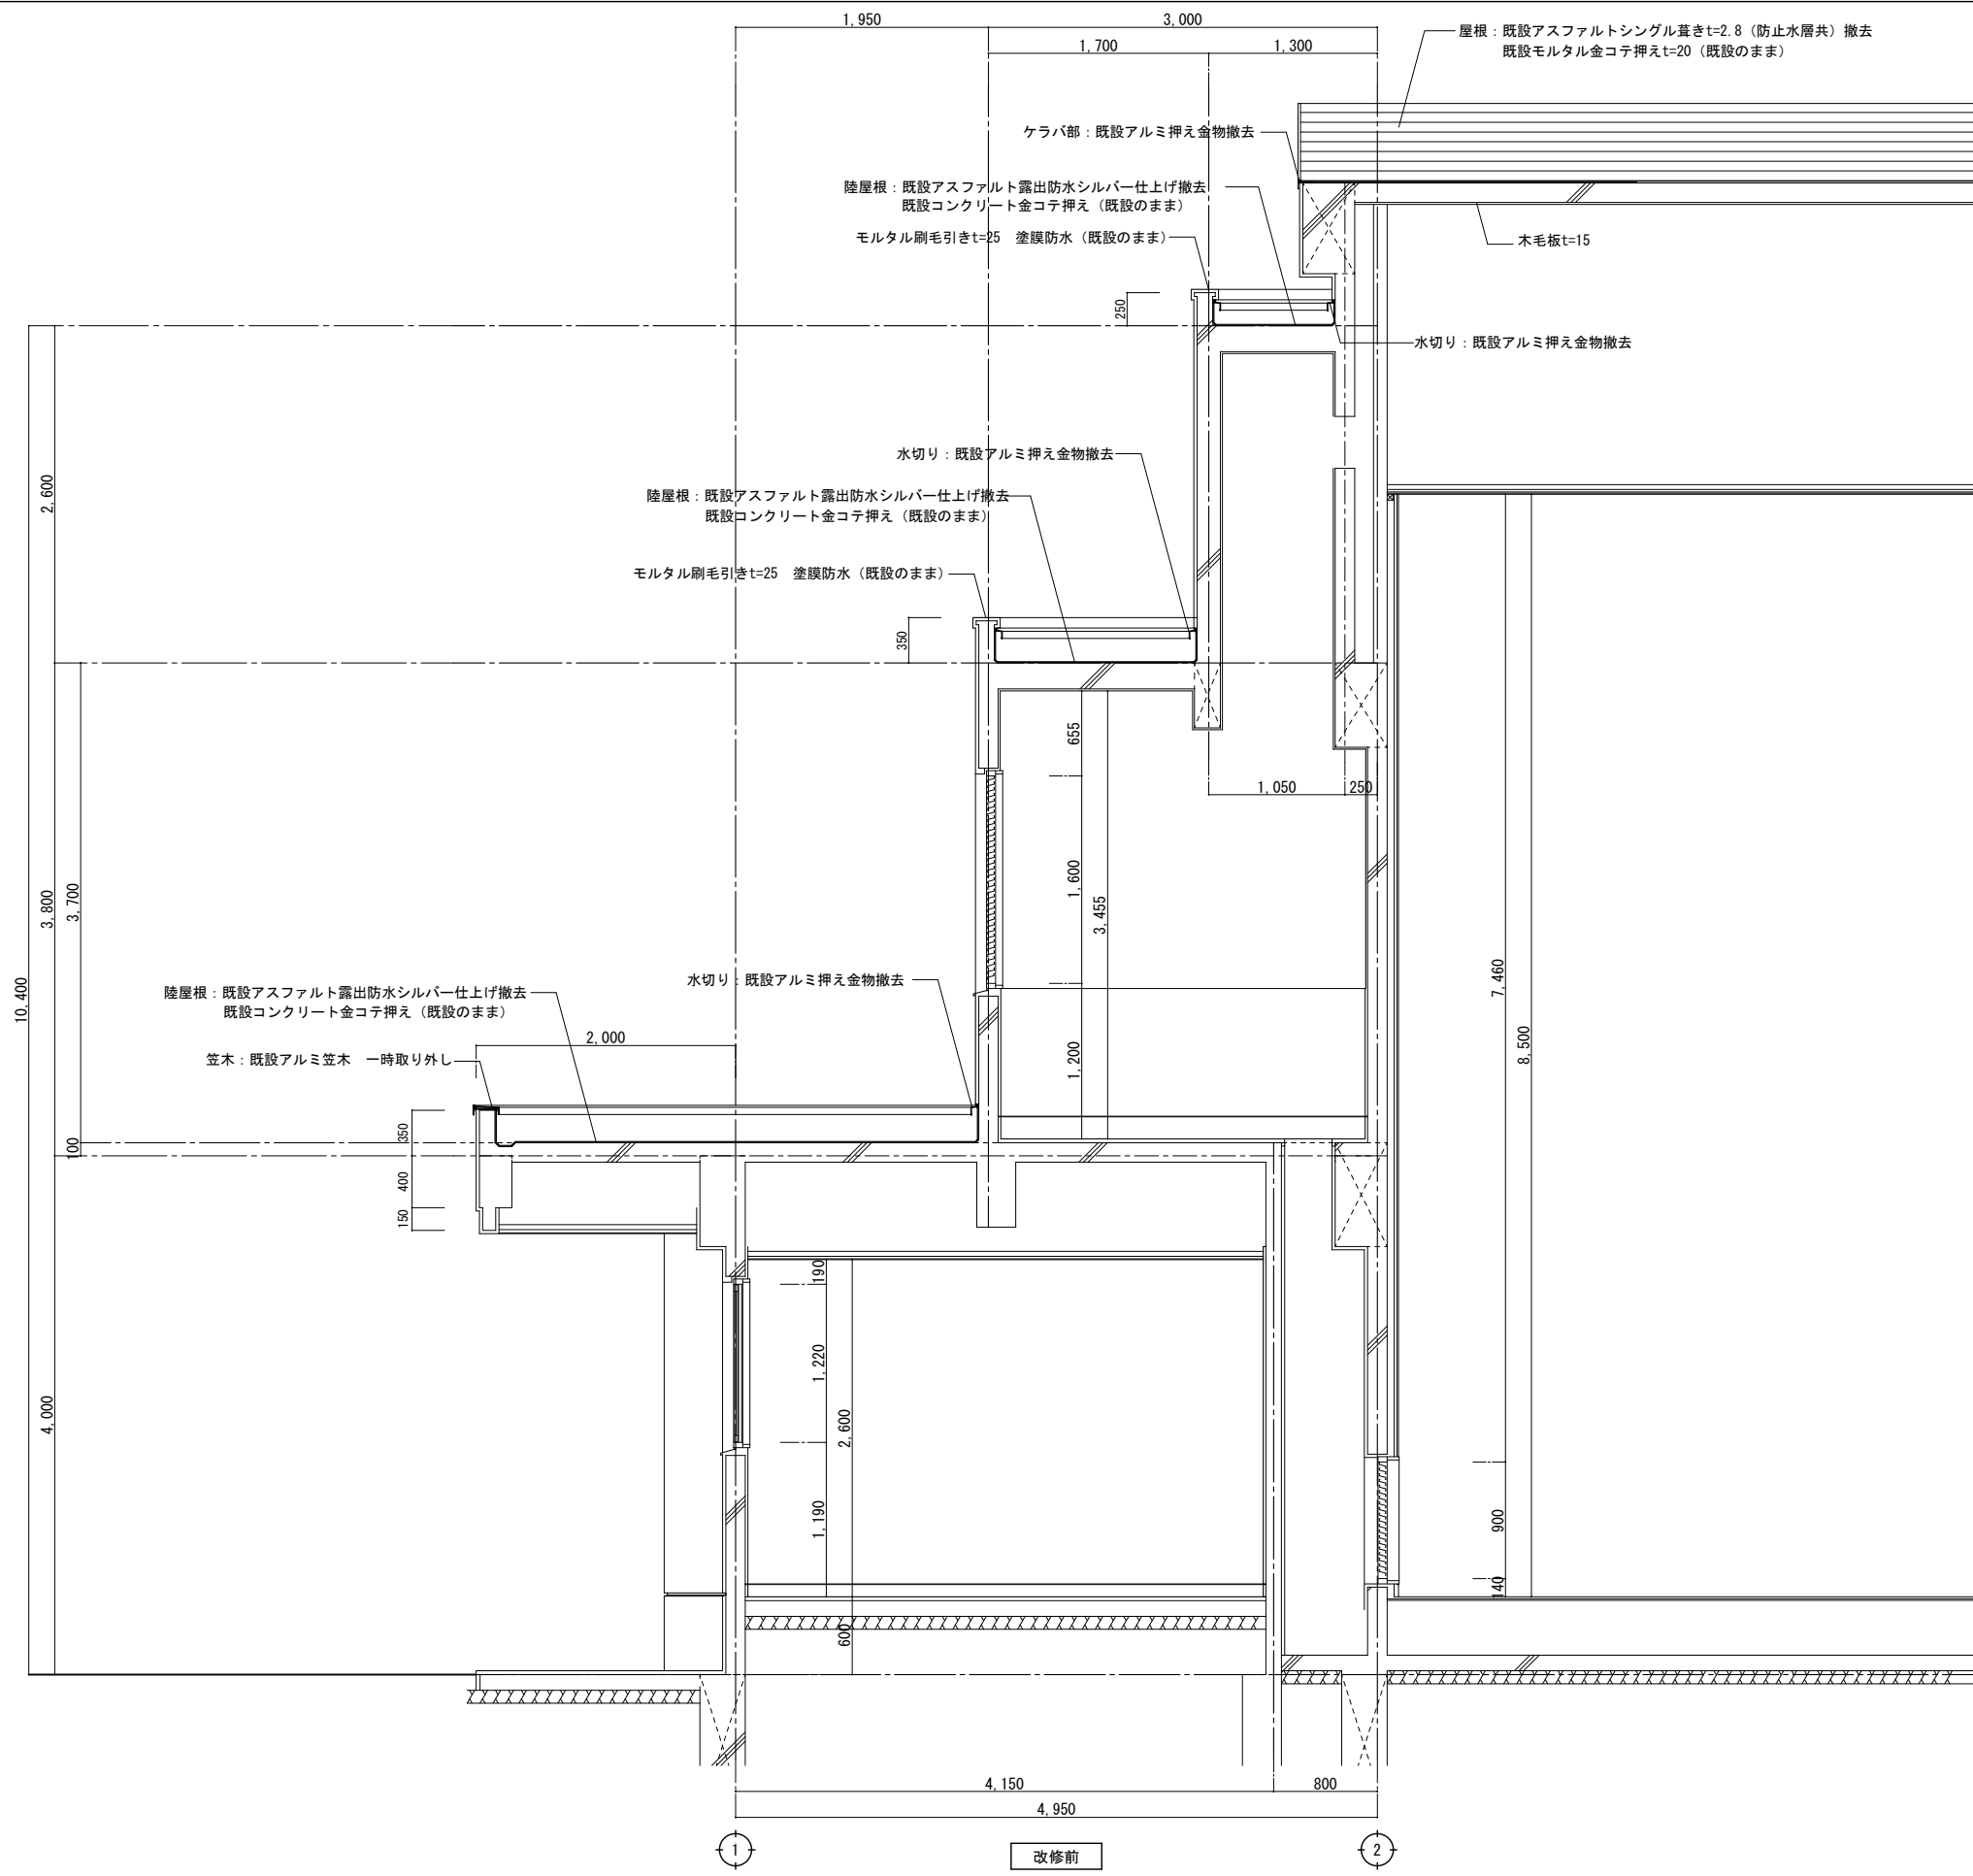 1,950
3,000
1,700
1,300
屋根：既設アスファルトシングル葺きt=2.8（防止水層共）撤去
既設モルタル金コテ押えt=20（既設のまま）
ケラバ部：既設アルミ押え金物撤去
陸屋根：既設アスファルト露出防水シルバー仕上げ撤去
既設コンクリート金コテ押え（既設のまま）
モルタル刷毛引きt=25　塗膜防水（既設のまま）
木毛板t=15
250
水切り：既設アルミ押え金物撤去
2,600
水切り：既設アルミ押え金物撤去
陸屋根：既設アスファルト露出防水シルバー仕上げ撤去
既設コンクリート金コテ押え（既設のまま）
モルタル刷毛引きt=25　塗膜防水（既設のまま）
350
655
1,050
250
1,600
3,455
3,800
3,700
10,400
7,460
8,500
水切り：既設アルミ押え金物撤去
陸屋根：既設アスファルト露出防水シルバー仕上げ撤去
既設コンクリート金コテ押え（既設のまま）
2,000
笠木：既設アルミ笠木　一時取り外し
1,200
350
100
400
150
190
1,220
2,600
4,000
1,190
900
140
600
4,150
800
4,950
1
改修前
2